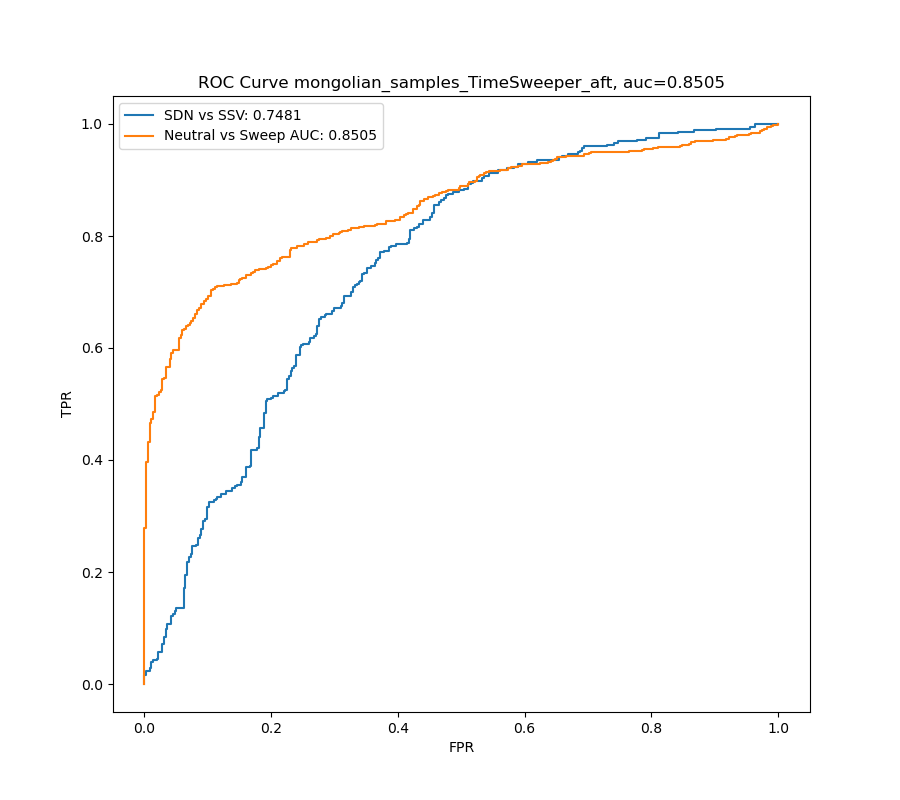 ROC Curve mongolian_samples_TimeSweeper_aft, auc=0.8505
SDN vs SSV: 0.7481
Neutral vs Sweep AUC: 0.8505
1.0
0.8
0.6
0.4
0.2
0.0
TPR
0.0 0.2 0.4 0.6 0.8 1.0
FPR